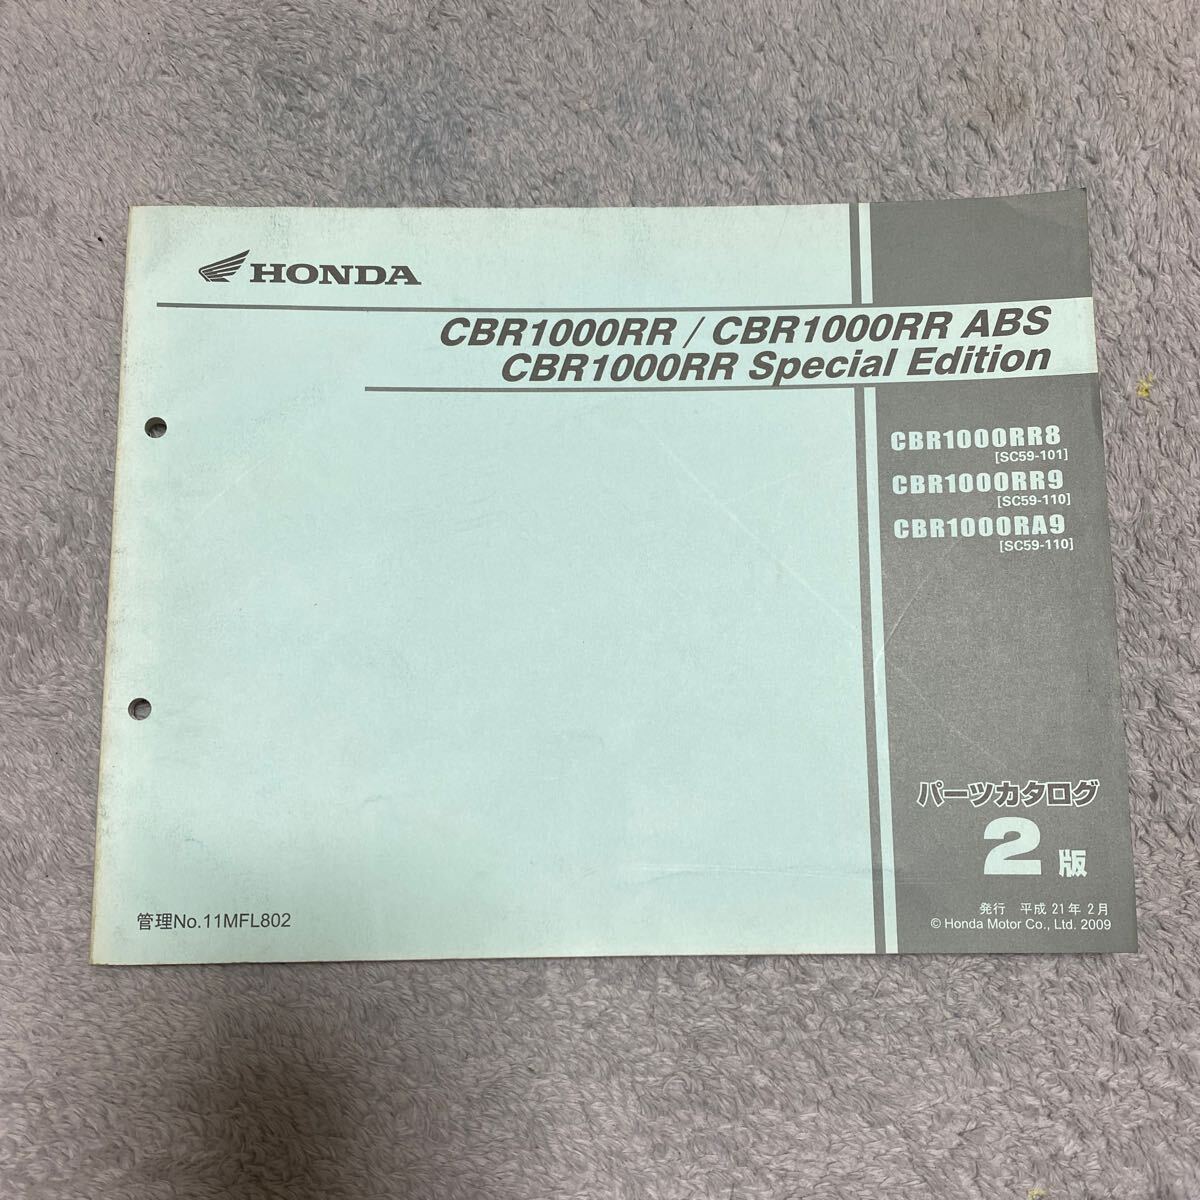 HONDA
CBR1000RR / CBR1000RR ABS
CBR1000RR Special Edition
CBR1000RR8
[SC59-101]
CBR1000RR9
[SC59-110]
CBR1000RA9
[SC59-110]
パーツカタログ
2版
発行 平成21年2月
© Honda Motor Co., Ltd. 2009
管理No.11MFL802